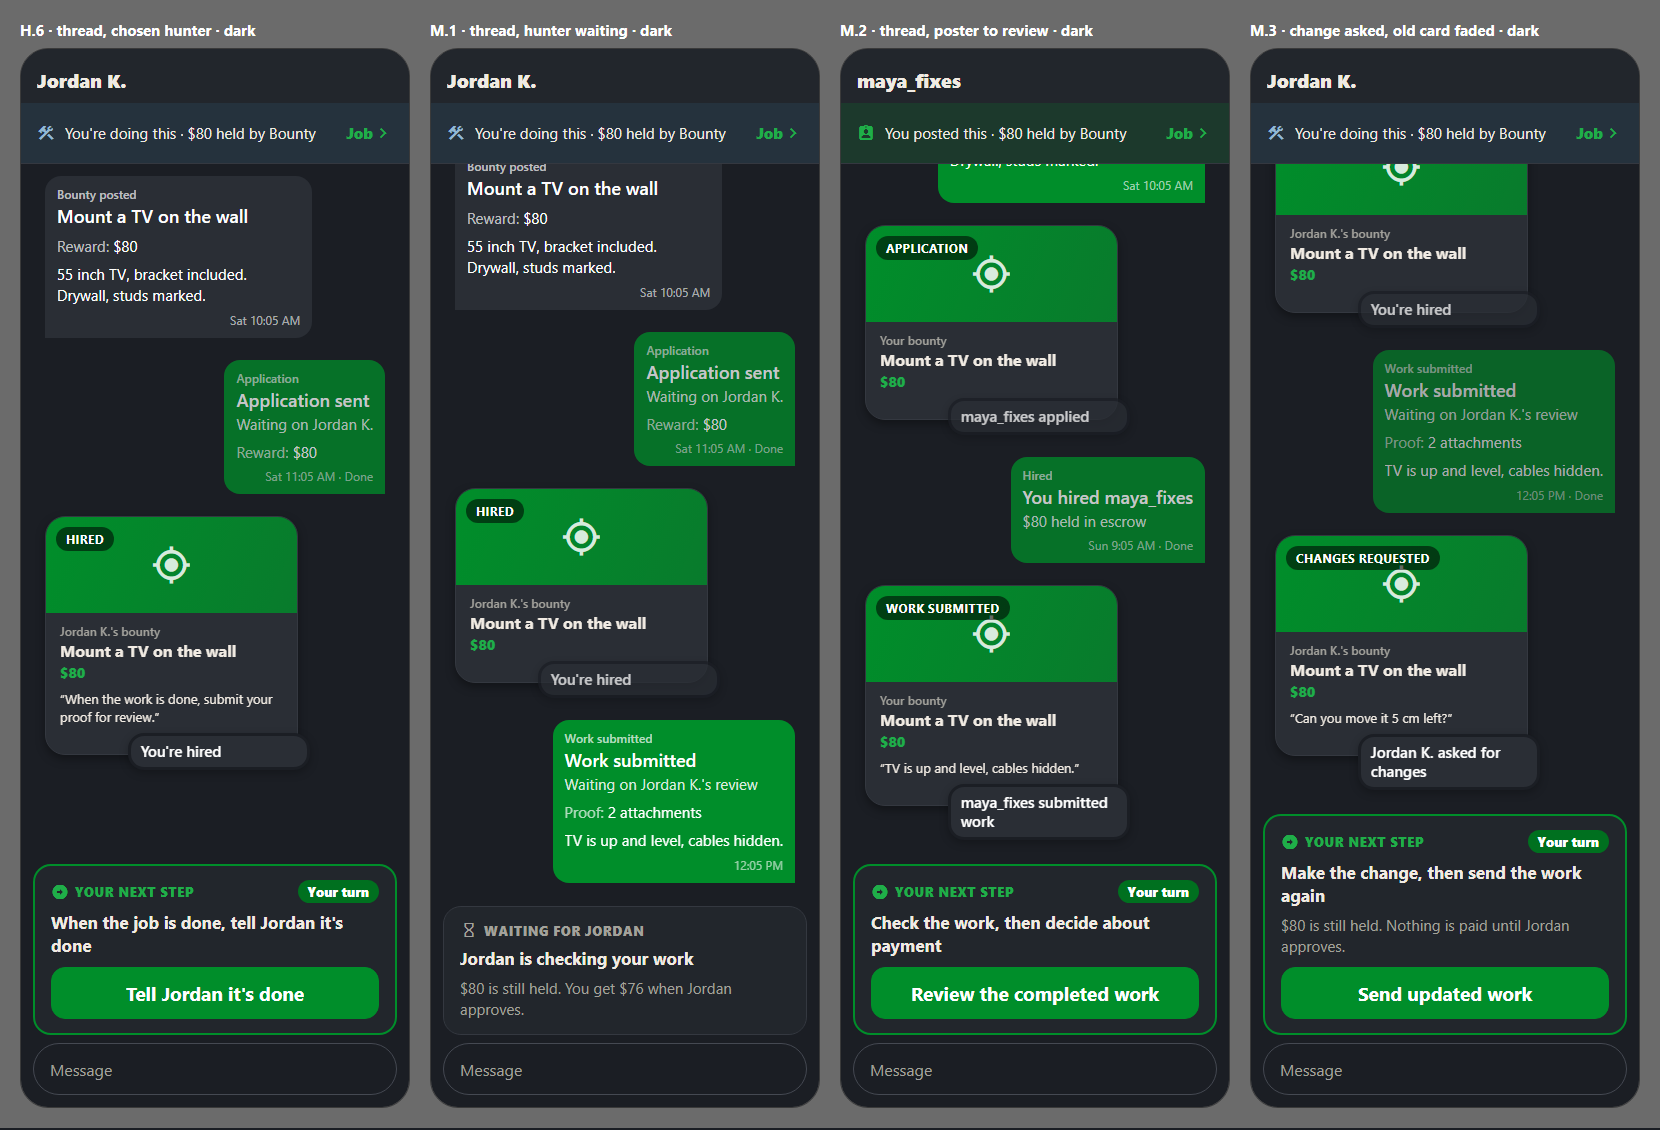 H.6 · thread, chosen hunter · dark
Jordan K.
You're doing this · $80 held by Bounty
Job
Bounty posted
Mount a TV on the wall
Reward: $80
55 inch TV, bracket included.
Drywall, studs marked.
Sat 10:05 AM
Application
Application sent
Waiting on Jordan K.
Reward: $80
Sat 11:05 AM · Done
HIRED
Jordan K.'s bounty
Mount a TV on the wall
$80
“When the work is done, submit your
proof for review.”
You're hired
YOUR NEXT STEP
Your turn
When the job is done, tell Jordan it's
done
Tell Jordan it's done
Message
M.1 · thread, hunter waiting · dark
Jordan K.
You're doing this · $80 held by Bounty
Job
Bounty posted
Mount a TV on the wall
Reward: $80
55 inch TV, bracket included.
Drywall, studs marked.
Sat 10:05 AM
Application
Application sent
Waiting on Jordan K.
Reward: $80
Sat 11:05 AM · Done
HIRED
Jordan K.'s bounty
Mount a TV on the wall
$80
You're hired
Work submitted
Work submitted
Waiting on Jordan K.'s review
Proof: 2 attachments
TV is up and level, cables hidden.
12:05 PM
WAITING FOR JORDAN
Jordan is checking your work
$80 is still held. You get $76 when Jordan
approves.
Message
M.2 · thread, poster to review · dark
maya_fixes
You posted this · $80 held by Bounty
Job
Drywall, studs marked.
Sat 10:05 AM
APPLICATION
Your bounty
Mount a TV on the wall
$80
maya_fixes applied
Hired
You hired maya_fixes
$80 held in escrow
Sun 9:05 AM · Done
WORK SUBMITTED
Your bounty
Mount a TV on the wall
$80
“TV is up and level, cables hidden.”
maya_fixes submitted
work
YOUR NEXT STEP
Your turn
Check the work, then decide about
payment
Review the completed work
Message
M.3 · change asked, old card faded · dark
Jordan K.
You're doing this · $80 held by Bounty
Job
Jordan K.'s bounty
Mount a TV on the wall
$80
You're hired
Work submitted
Work submitted
Waiting on Jordan K.'s review
Proof: 2 attachments
TV is up and level, cables hidden.
12:05 PM · Done
CHANGES REQUESTED
Jordan K.'s bounty
Mount a TV on the wall
$80
“Can you move it 5 cm left?”
Jordan K. asked for
changes
YOUR NEXT STEP
Your turn
Make the change, then send the work
again
$80 is still held. Nothing is paid until Jordan
approves.
Send updated work
Message